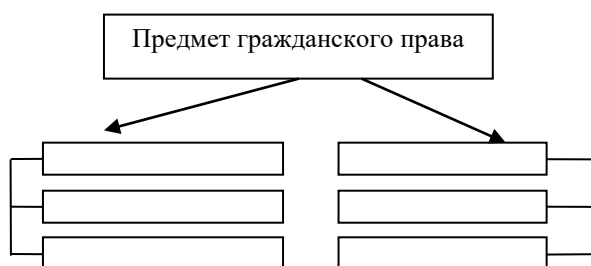 Предмет гражданского права